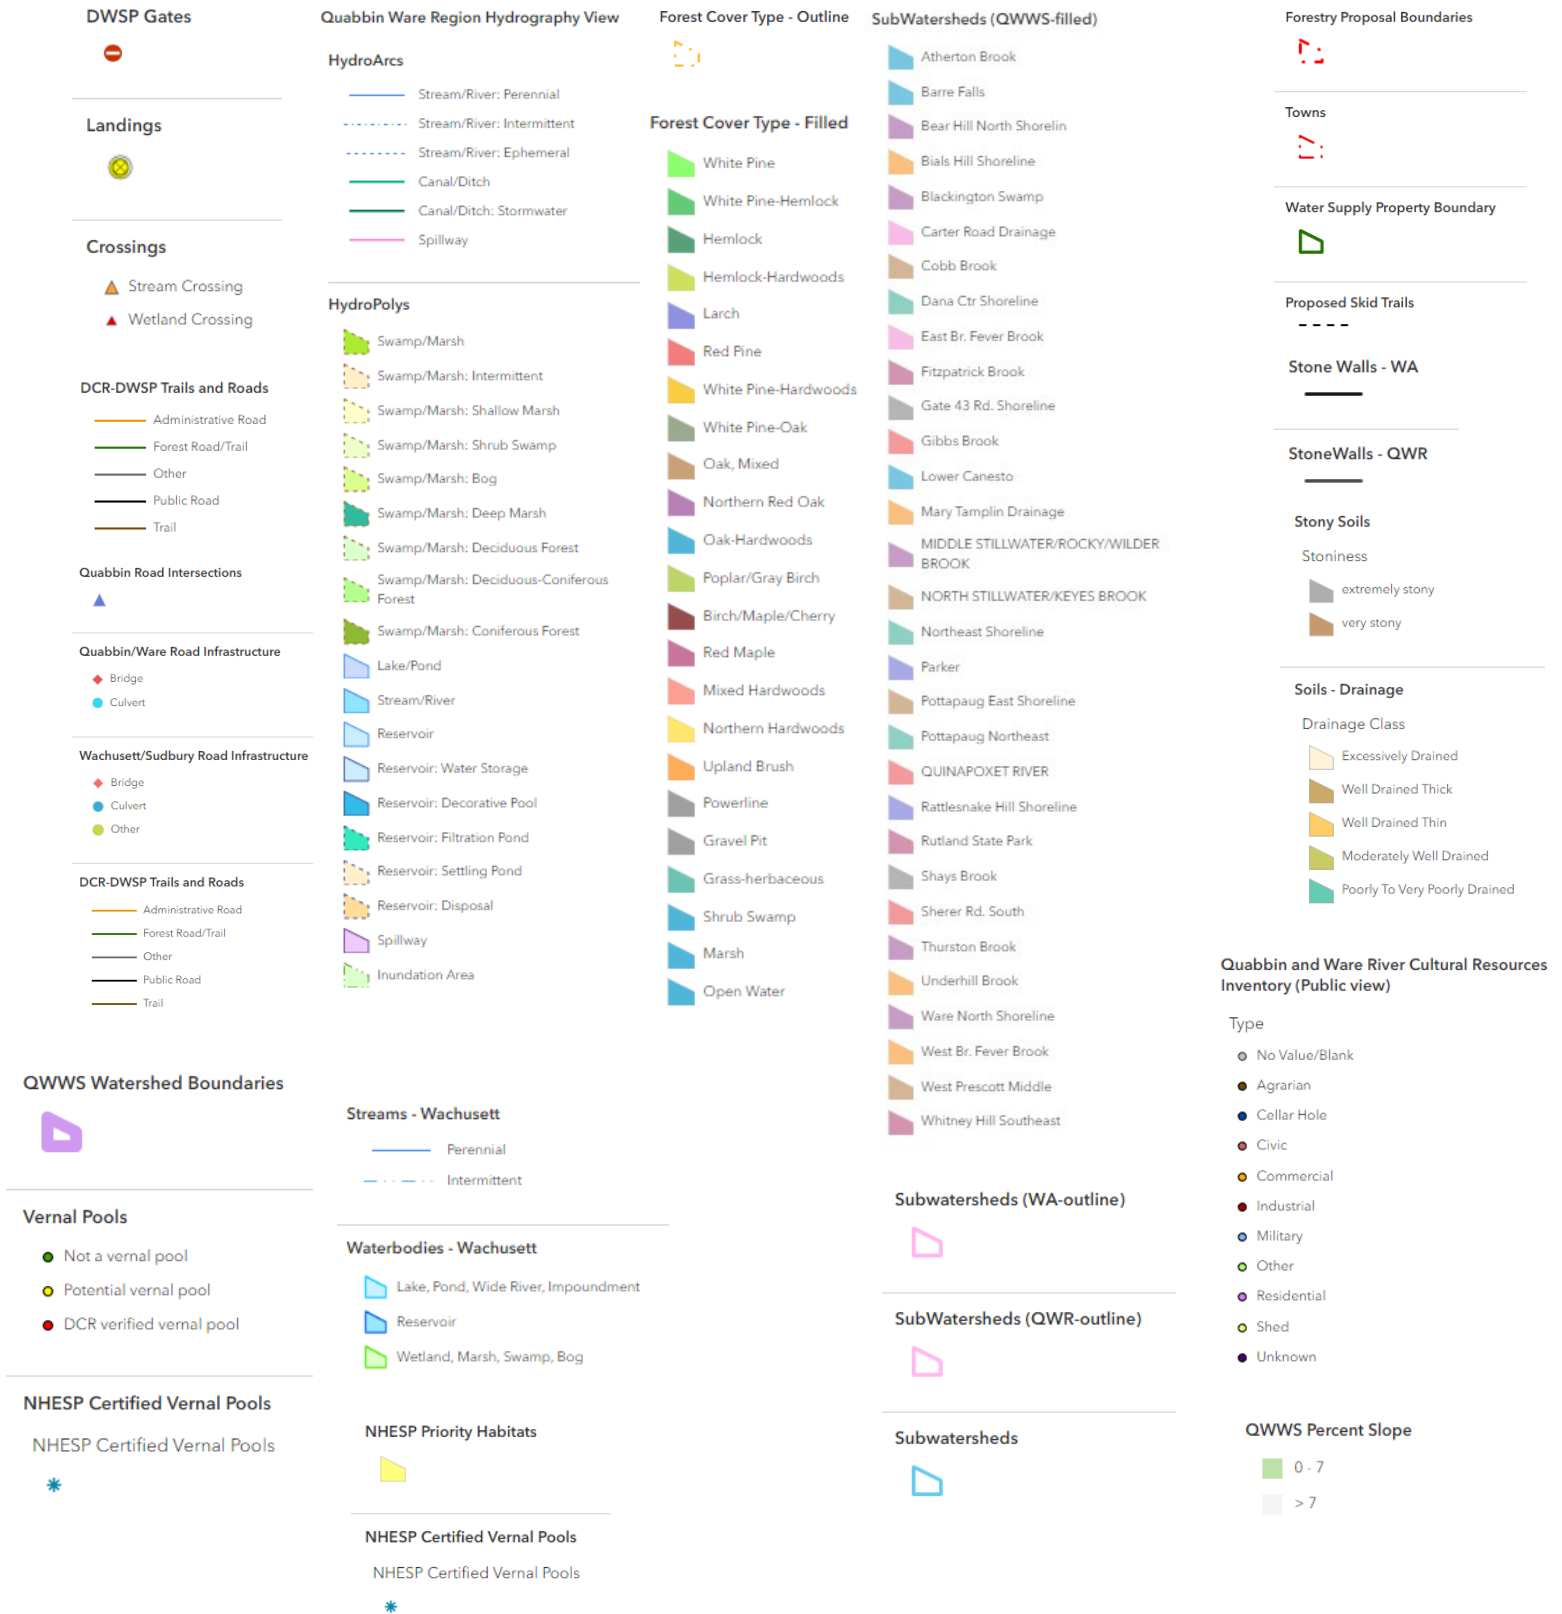 DWSP Gates
Landings
Crossings
Stream Crossing
Wetland Crossing
DCR-DWSP Trails and Roads
Administrative Road
Forest Road/Trail
Other
Public Road
Trail
Quabbin Road Intersections
Quabbin/Ware Road Infrastructure
Bridge
Culvert
Wachusett/Sudbury Road Infrastructure
Bridge
Culvert
Other
DCR-DWSP Trails and Roads
Administrative Road
Forest Road/Trail
Other
Public Road
Trail
QWWS Watershed Boundaries
Vernal Pools
Not a vernal pool
Potential vernal pool
DCR verified vernal pool
NHESP Certified Vernal Pools
NHESP Certified Vernal Pools
Quabbin Ware Region Hydrography View
HydroArcs
Stream/River: Perennial
Stream/River: Intermittent
Stream/River: Ephemeral
Canal/Ditch
Canal/Ditch: Stormwater
Spillway
HydroPolys
Swamp/Marsh
Swamp/Marsh: Intermittent
Swamp/Marsh: Shallow Marsh
Swamp/Marsh: Shrub Swamp
Swamp/Marsh: Bog
Swamp/Marsh: Deep Marsh
Swamp/Marsh: Deciduous Forest
Swamp/Marsh: Deciduous-Coniferous
Forest
Swamp/Marsh: Coniferous Forest
Lake/Pond
Stream/River
Reservoir
Reservoir: Water Storage
Reservoir: Decorative Pool
Reservoir: Filtration Pond
Reservoir: Settling Pond
Reservoir: Disposal
Spillway
Inundation Area
Streams - Wachusett
Perennial
Intermittent
Waterbodies - Wachusett
Lake, Pond, Wide River, Impoundment
Reservoir
Wetland, Marsh, Swamp, Bog
NHESP Priority Habitats
NHESP Certified Vernal Pools
NHESP Certified Vernal Pools
Forest Cover Type - Outline
Forest Cover Type - Filled
White Pine
White Pine-Hemlock
Hemlock
Hemlock-Hardwoods
Larch
Red Pine
White Pine-Hardwoods
White Pine-Oak
Oak, Mixed
Northern Red Oak
Oak-Hardwoods
Poplar/Gray Birch
Birch/Maple/Cherry
Red Maple
Mixed Hardwoods
Northern Hardwoods
Upland Brush
Powerline
Gravel Pit
Grass-herbaceous
Shrub Swamp
Marsh
Open Water
SubWatersheds (QWWS-filled)
Atherton Brook
Barre Falls
Bear Hill North Shorelin
Bials Hill Shoreline
Blackington Swamp
Carter Road Drainage
Cobb Brook
Dana Ctr Shoreline
East Br. Fever Brook
Fitzpatrick Brook
Gate 43 Rd. Shoreline
Gibbs Brook
Lower Canesto
Mary Tamplin Drainage
MIDDLE STILLWATER/ROCKY/WILDER
BROOK
NORTH STILLWATER/KEYES BROOK
Northeast Shoreline
Parker
Pottapaug East Shoreline
Pottapaug Northeast
QUINAPOXET RIVER
Rattlesnake Hill Shoreline
Rutland State Park
Shays Brook
Sherer Rd. South
Thurston Brook
Underhill Brook
Ware North Shoreline
West Br. Fever Brook
West Prescott Middle
Whitney Hill Southeast
Subwatersheds (WA-outline)
SubWatersheds (QWR-outline)
Subwatersheds
Forestry Proposal Boundaries
Towns
Water Supply Property Boundary
Proposed Skid Trails
Stone Walls - WA
StoneWalls - QWR
Stony Soils
Stoniness
extremely stony
very stony
Soils - Drainage
Drainage Class
Excessively Drained
Well Drained Thick
Well Drained Thin
Moderately Well Drained
Poorly To Very Poorly Drained
Quabbin and Ware River Cultural Resources
Inventory (Public view)
Type
No Value/Blank
Agrarian
Cellar Hole
Civic
Commercial
Industrial
Military
Other
Residential
Shed
Unknown
QWWS Percent Slope
0 - 7
> 7